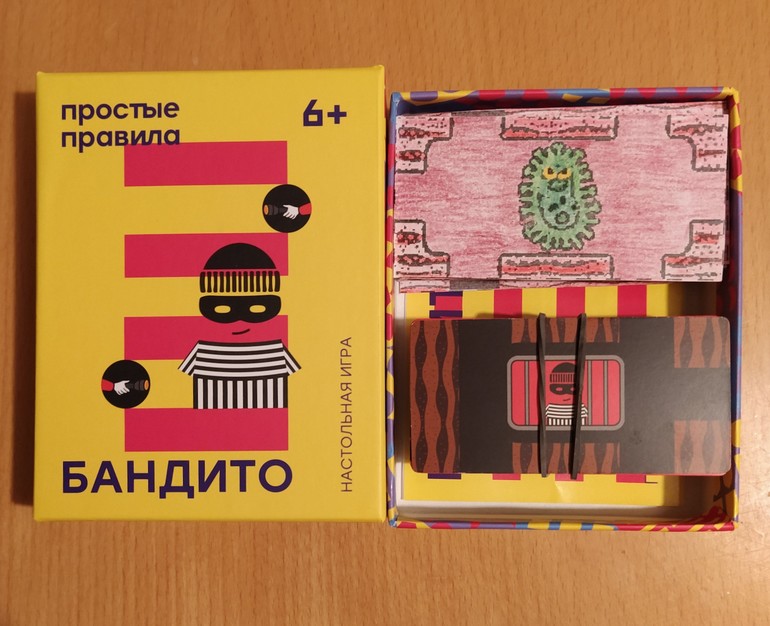 простые
правила
6+
НАСТОЛЬНАЯ ИГРА
БАНДИТО